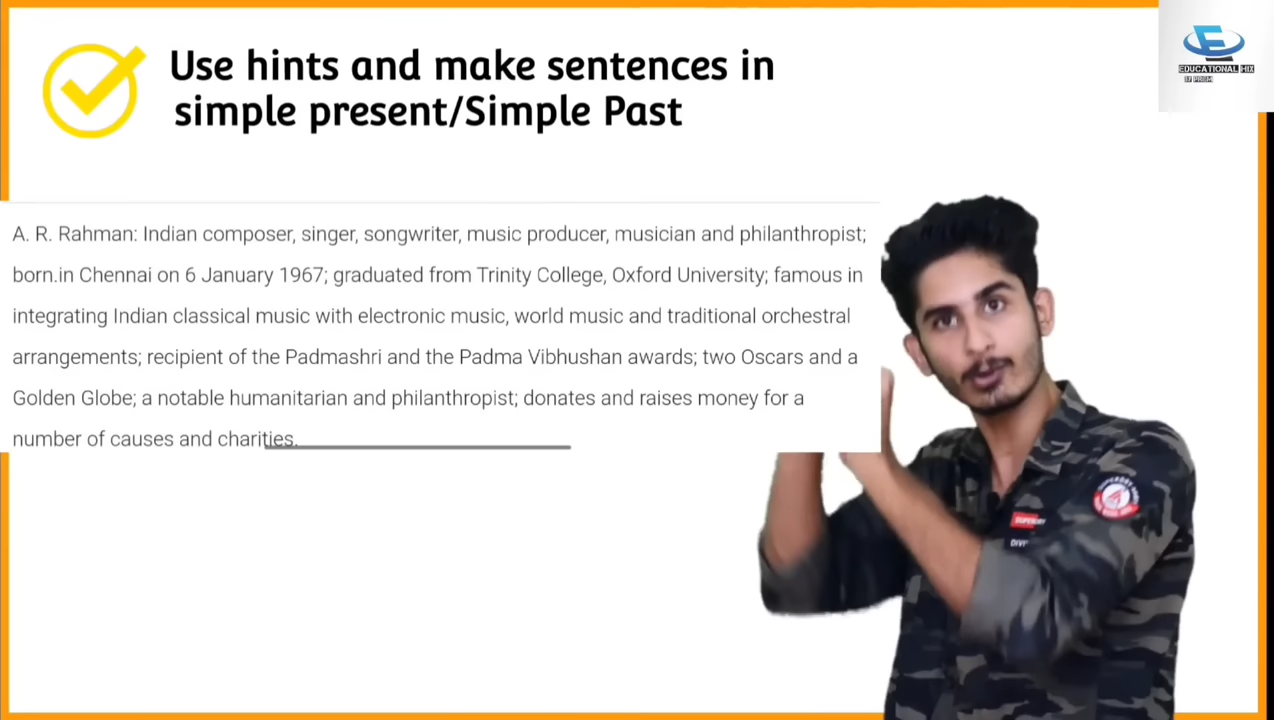 Use hints and make sentences in
simple present/Simple Past
EDUCATIONAL MIX
A. R. Rahman: Indian composer, singer, songwriter, music producer, musician and philanthropist;
born.in Chennai on 6 January 1967; graduated from Trinity College, Oxford University; famous in
integrating Indian classical music with electronic music, world music and traditional orchestral
arrangements; recipient of the Padmashri and the Padma Vibhushan awards; two Oscars and a
Golden Globe; a notable humanitarian and philanthropist; donates and raises money for a
number of causes and charities.